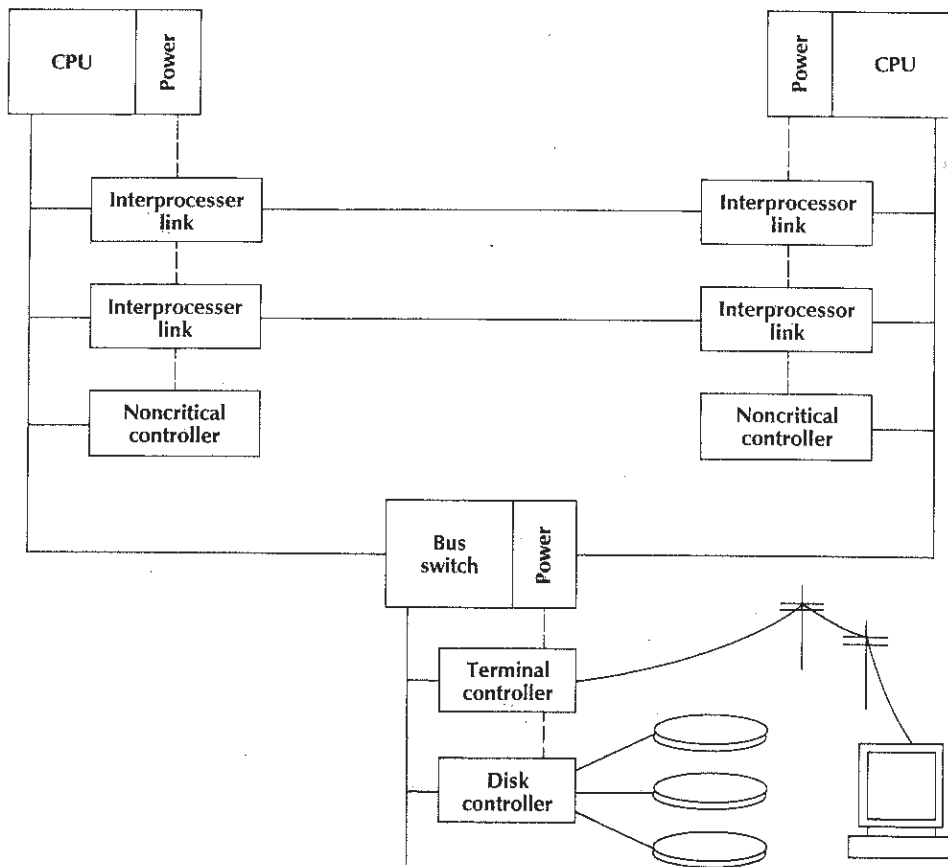 CPU
Power
Power
CPU
Interprocesser
link
Interprocessor
link
Interprocesser
link
Interprocessor
link
Noncritical
controller
Noncritical
controller
Bus
switch
Power
Terminal
controller
Disk
controller